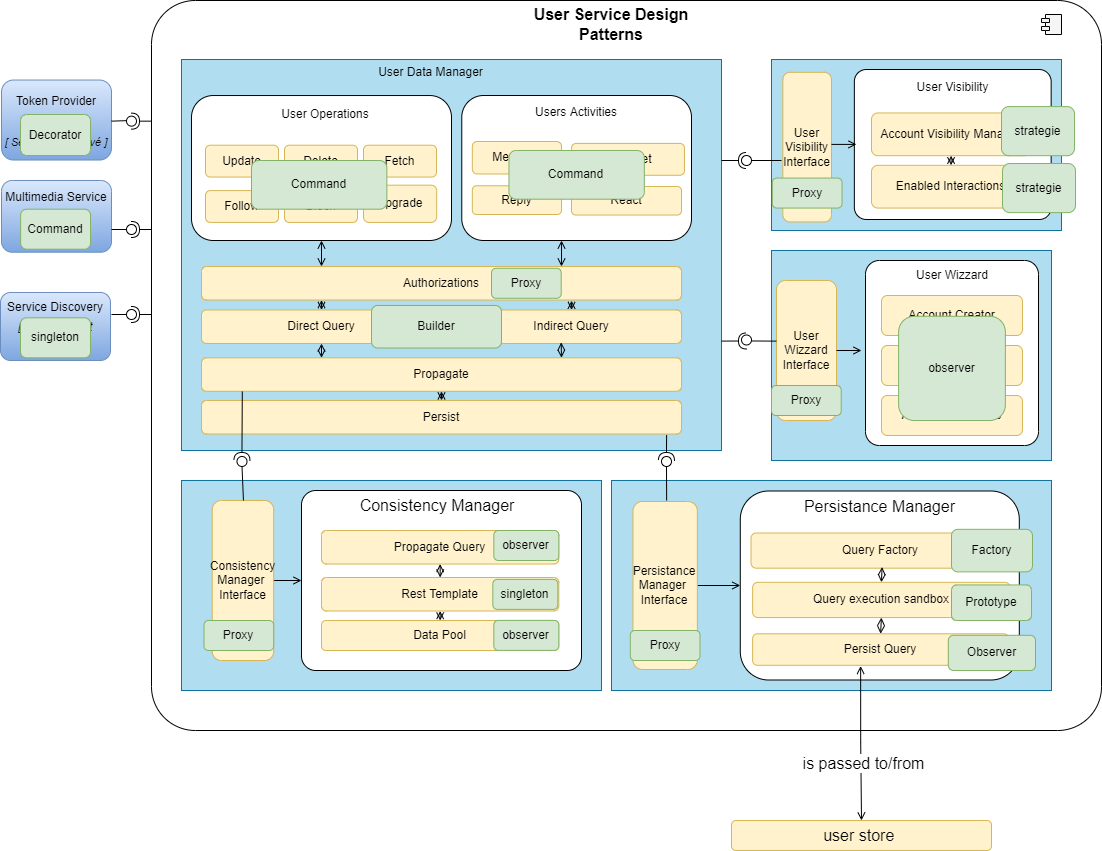 User Service Design
Patterns
Token Provider
Decorator
[ S
vé ]
Multimedia Service
Command
Service Discovery
singleton
User Data Manager
User Operations
Update
Delete
Fetch
Command
Follow
pgrade
Users Activities
Me
et
Command
Reply
React
Authorizations
Proxy
Direct Query
Builder
Indirect Query
Propagate
Persist
User
Visibility
Interface
Proxy
User Visibility
Account Visibility Mana
strategie
Enabled Interactions
strategie
User
Wizzard
Interface
Proxy
User Wizzard
Account Creator
observer
Consistency
Manager
Interface
Proxy
Consistency Manager
Propagate Query
observer
Rest Template
singleton
Data Pool
observer
Persistance
Manager
Interface
Proxy
Persistance Manager
Query Factory
Factory
Query execution sandbox
Prototype
Persist Query
Observer
is passed to/from
user store